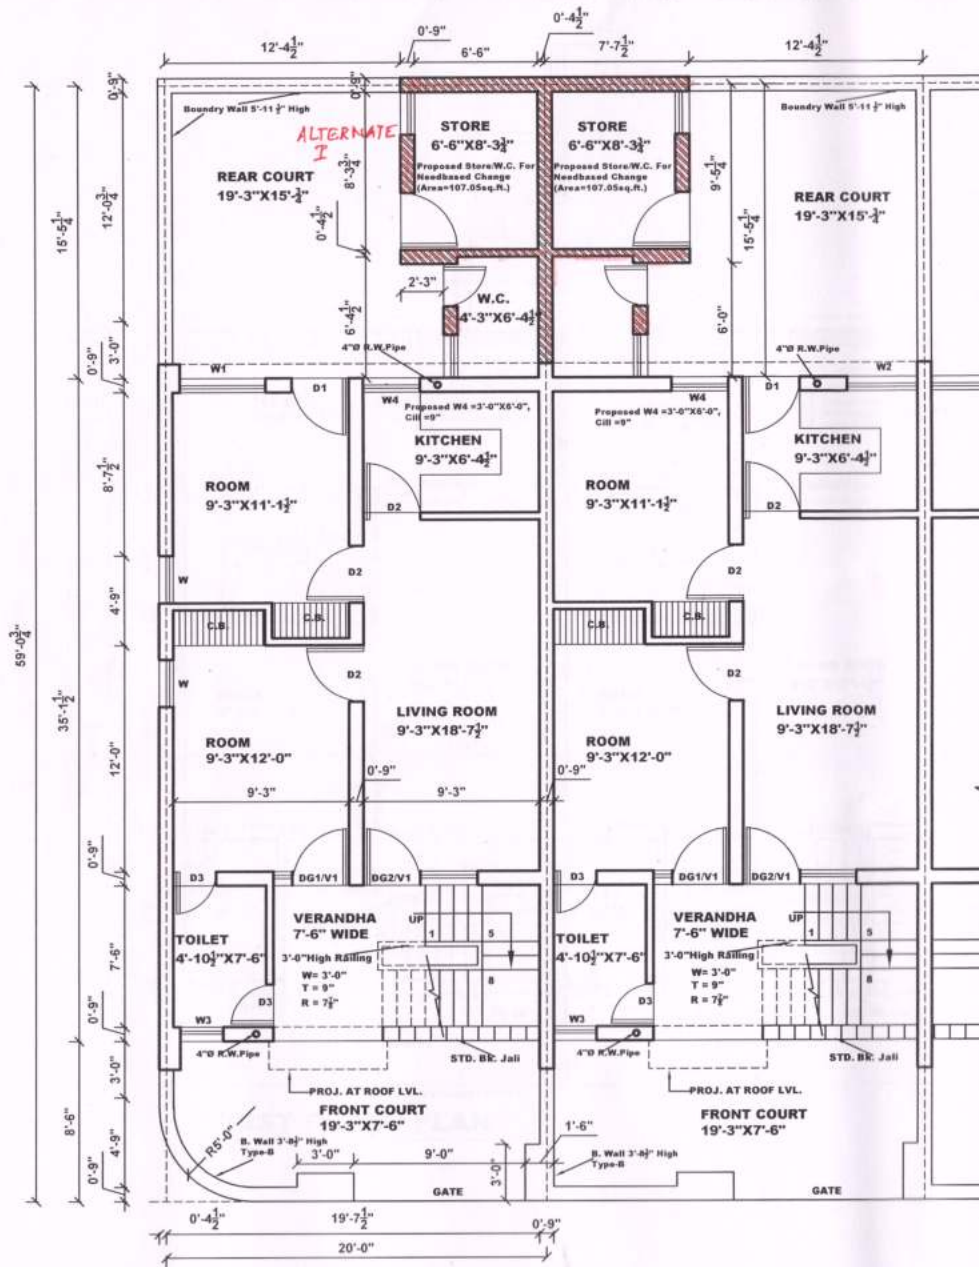 0'-9"
0'-4½"
12'-4½"
6'-6"
7'-7½"
12'-4½"
0'-9"
0'-9"
Boundry Wall 5'-11 ½" High
Boundry Wall 5'-11 ½" High
ALTERNATE
I
STORE
6'-6"X8'-3¾"
Proposed Store/W.C. For
Needbased Change
(Area=107.05sq.ft.)
STORE
6'-6"X8'-3¾"
Proposed Store/W.C. For
Needbased Change
(Area=107.05sq.ft.)
8'-3¾"
9'-5¼"
REAR COURT
19'-3"X15'-¾"
REAR COURT
19'-3"X15'-¾"
12'-0¾"
15'-5¼"
15'-5¼"
0'-4½"
2'-3"
W.C.
4'-3"X6'-4½"
6'-4½"
6'-0"
3'-0"
0'-9"
4"Ø R.W.Pipe
4"Ø R.W.Pipe
W1
W2
D1
W4
W4
D1
Proposed W4 =3'-0"X6'-0",
Cill =9"
Proposed W4 =3'-0"X6'-0",
Cill =9"
KITCHEN
9'-3"X6'-4½"
KITCHEN
9'-3"X6'-4½"
8'-7½"
ROOM
9'-3"X11'-1½"
ROOM
9'-3"X11'-1½"
D2
D2
W
D2
D2
4'-9"
C.B.
C.B.
C.B.
59'-0¾"
35'-1½"
W
D2
D2
LIVING ROOM
9'-3"X18'-7½"
LIVING ROOM
9'-3"X18'-7½"
ROOM
9'-3"X12'-0"
ROOM
9'-3"X12'-0"
12'-0"
0'-9"
0'-9"
9'-3"
9'-3"
0'-9"
D3
DG1/V1
DG2/V1
D3
DG1/V1
DG2/V1
VERANDHA
7'-6" WIDE
UP
1
5
8
VERANDHA
7'-6" WIDE
UP
1
5
8
TOILET
4'-10½"X7'-6"
TOILET
4'-10½"X7'-6"
3'-0"High Railing
3'-0"High Railing
7'-6"
W= 3'-0"
T = 9"
R = 7⅞"
W= 3'-0"
T = 9"
R = 7⅞"
D3
D3
W3
W3
0'-9"
4"Ø R.W.Pipe
STD. Bk. Jali
4"Ø R.W.Pipe
STD. Bk. Jali
3'-0"
PROJ. AT ROOF LVL.
PROJ. AT ROOF LVL.
8'-6"
FRONT COURT
19'-3"X7'-6"
FRONT COURT
19'-3"X7'-6"
R5'-0"
1'-6"
4'-9"
B. Wall 3'-8½" High
Type-B
3'-0"
9'-0"
3'-0"
B. Wall 3'-8½" High
Type-B
0'-9"
GATE
GATE
0'-4½"
19'-7½"
0'-9"
20'-0"